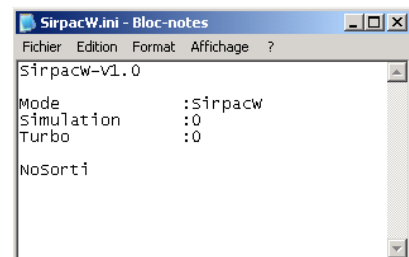 SirpacW.ini - Bloc-notes
Fichier Edition Format Affichage ?
SirpacW-V1.0
Mode :SirpacW
Simulation :0
Turbo :0
NoSorti